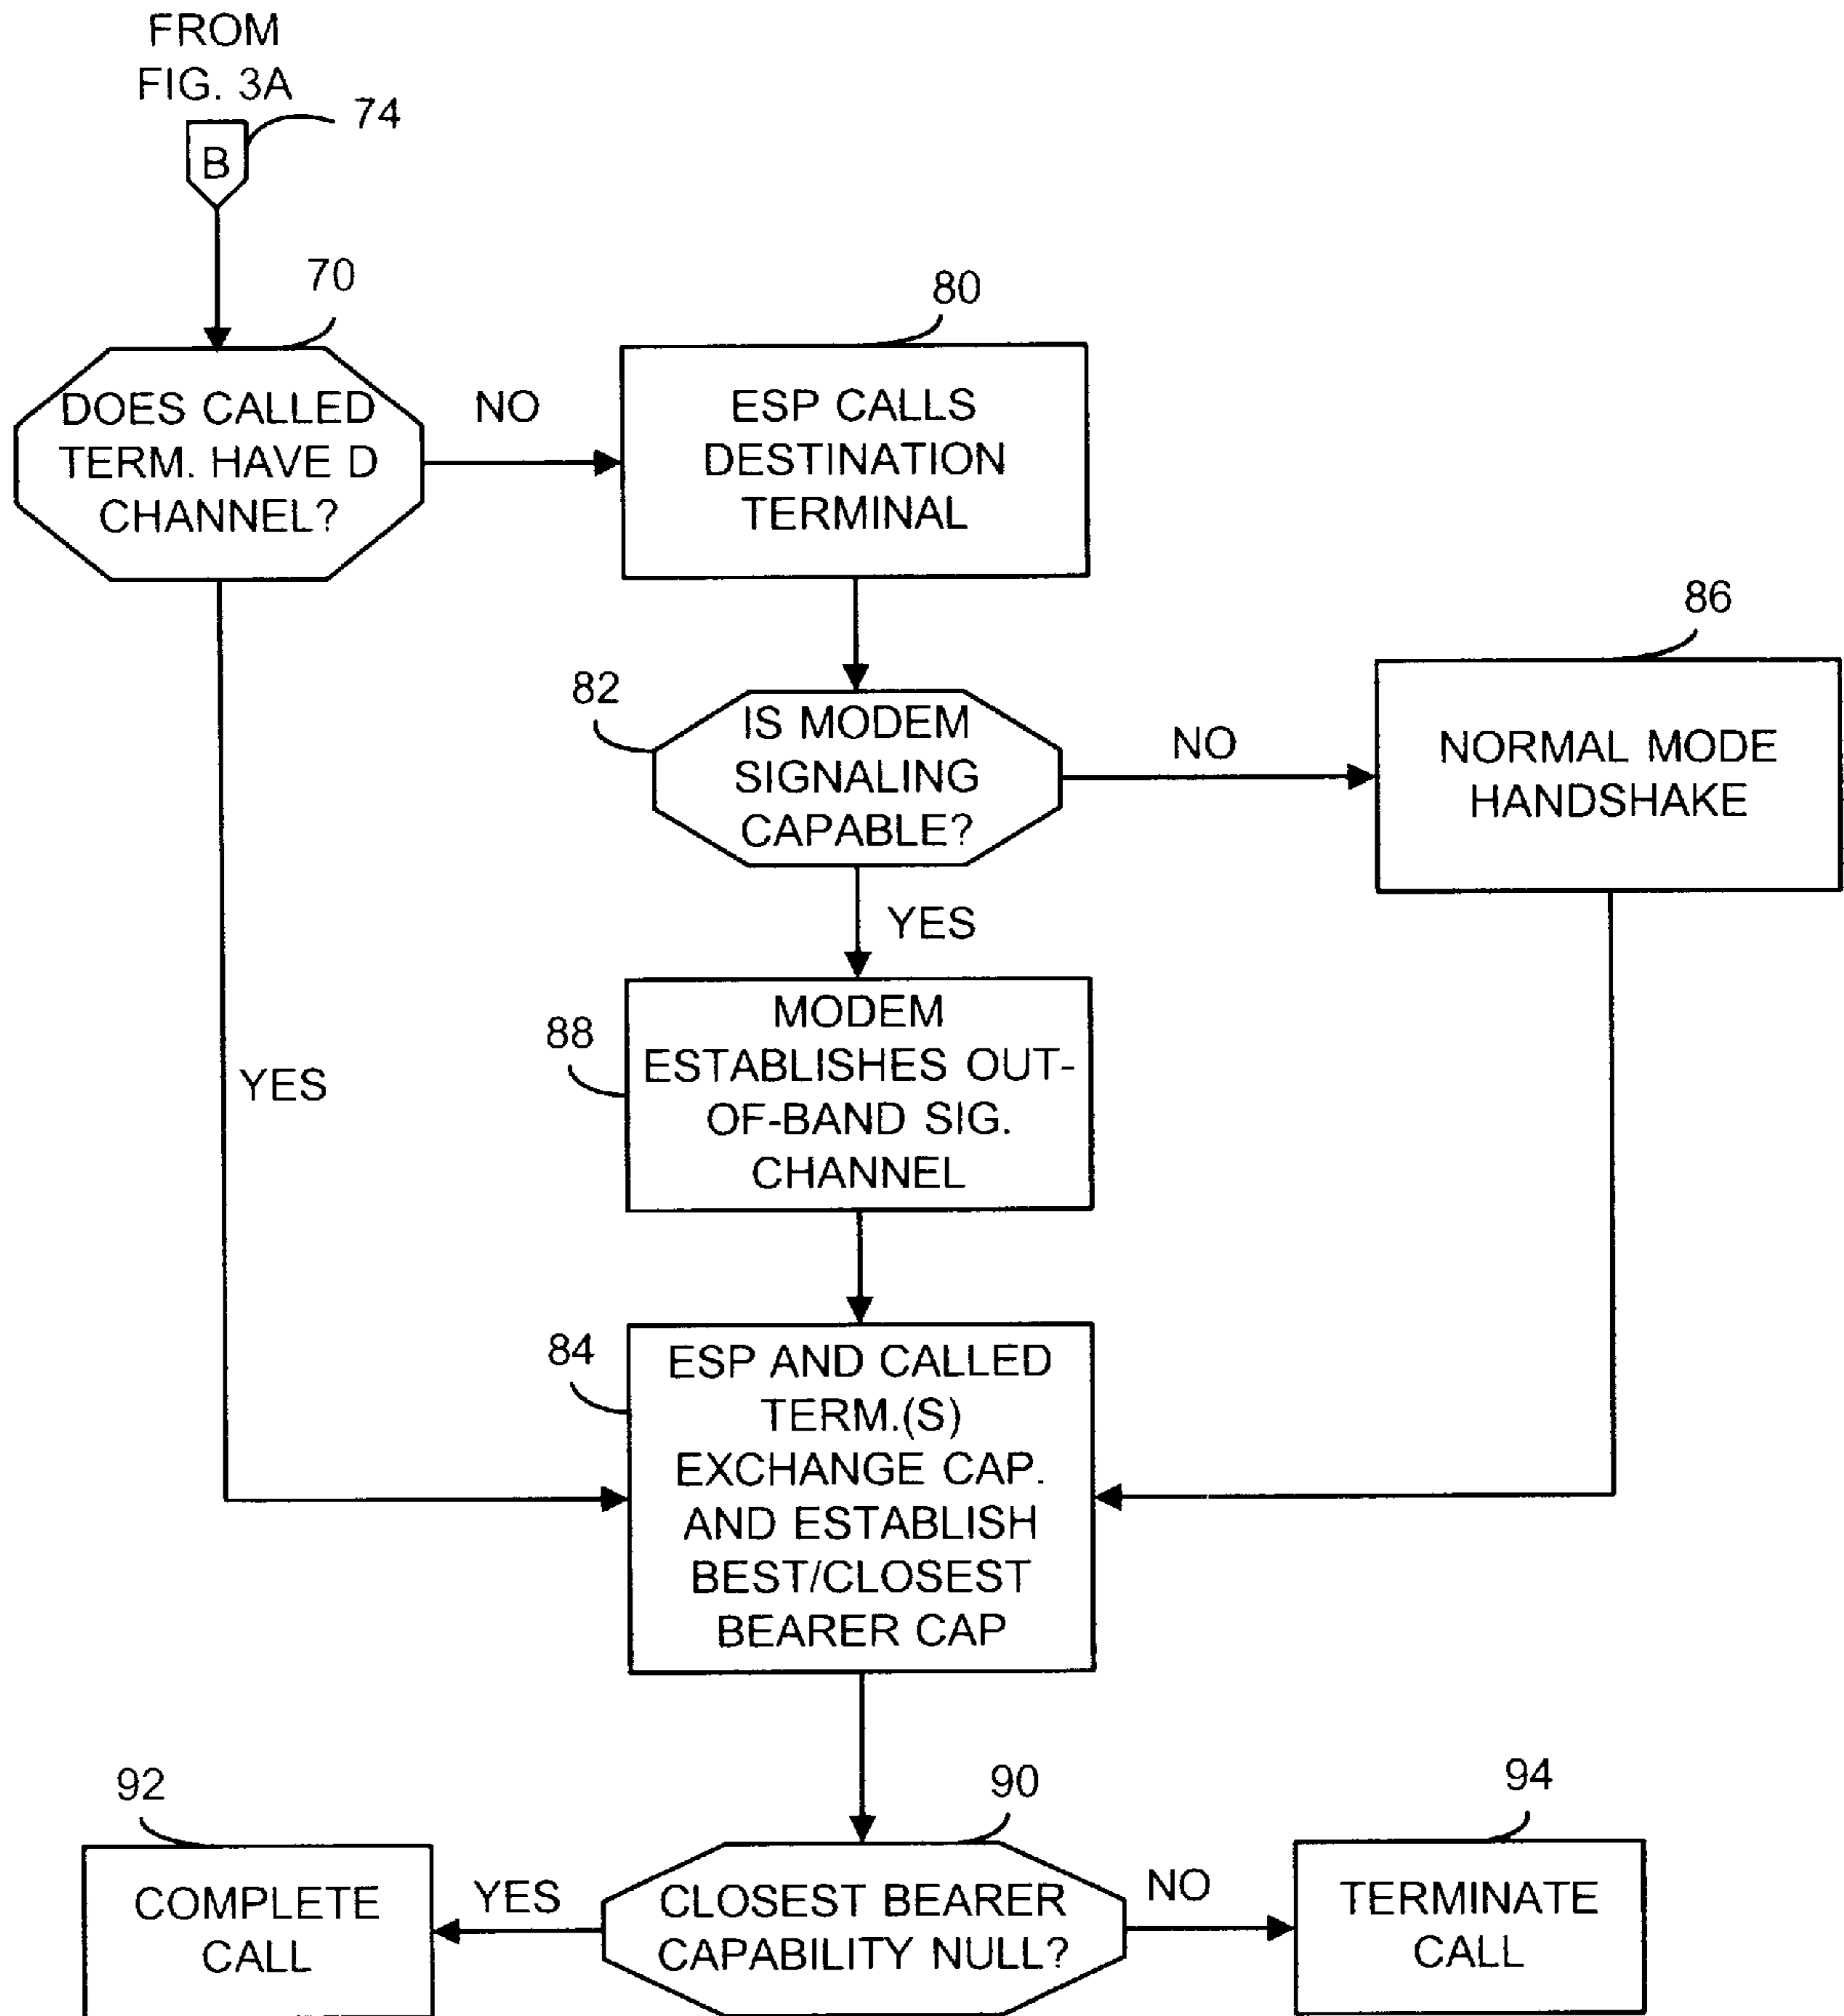 FROM
FIG. 3A
74
B
70
80
DOES CALLED
TERM. HAVE D
CHANNEL?
NO
ESP CALLS
DESTINATION
TERMINAL
86
82
IS MODEM
SIGNALING
CAPABLE?
NO
NORMAL MODE
HANDSHAKE
YES
88
MODEM
ESTABLISHES OUT-
OF-BAND SIG.
CHANNEL
YES
84
ESP AND CALLED
TERM.(S)
EXCHANGE CAP.
AND ESTABLISH
BEST/CLOSEST
BEARER CAP
92
90
94
COMPLETE
CALL
YES
CLOSEST BEARER
CAPABILITY NULL?
NO
TERMINATE
CALL